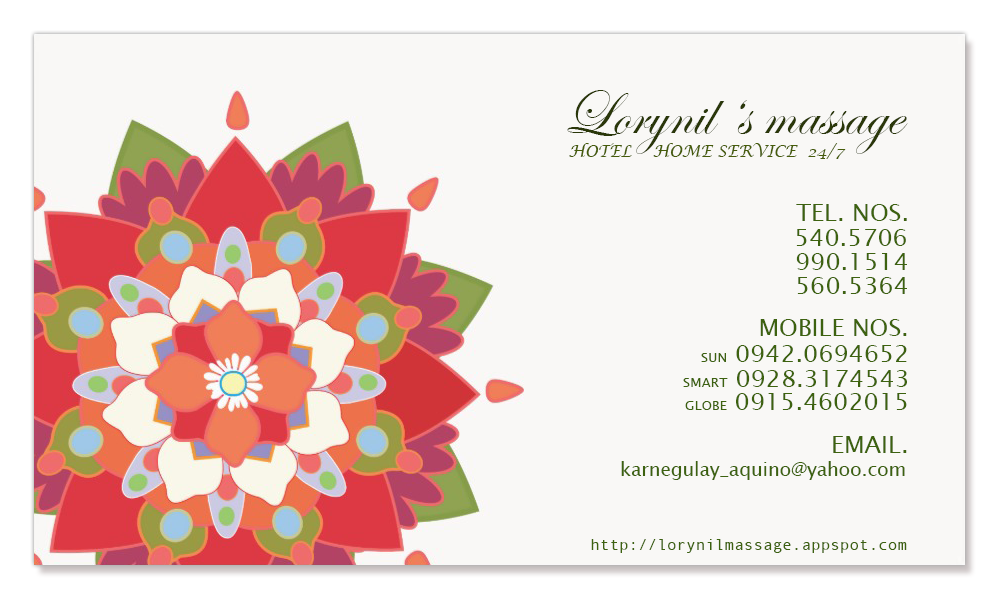 Lorynil 's massage
HOTEL HOME SERVICE 24/7
TEL. NOS.
540.5706
990.1514
560.5364
MOBILE NOS.
SUN 0942.0694652
SMART 0928.3174543
GLOBE 0915.4602015
EMAIL.
karnegulay_aquino@yahoo.com
http://lorynilmassage.appspot.com